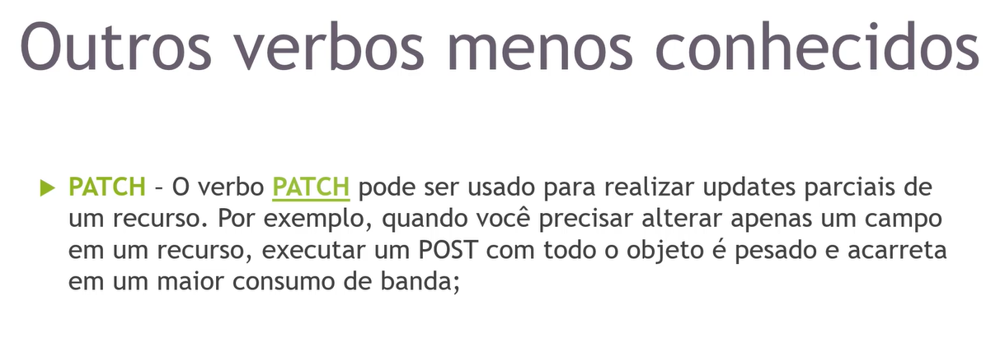 Outros verbos menos conhecidos
PATCH – O verbo PATCH pode ser usado para realizar updates parciais de
um recurso. Por exemplo, quando você precisar alterar apenas um campo
em um recurso, executar um POST com todo o objeto é pesado e acarreta
em um maior consumo de banda;